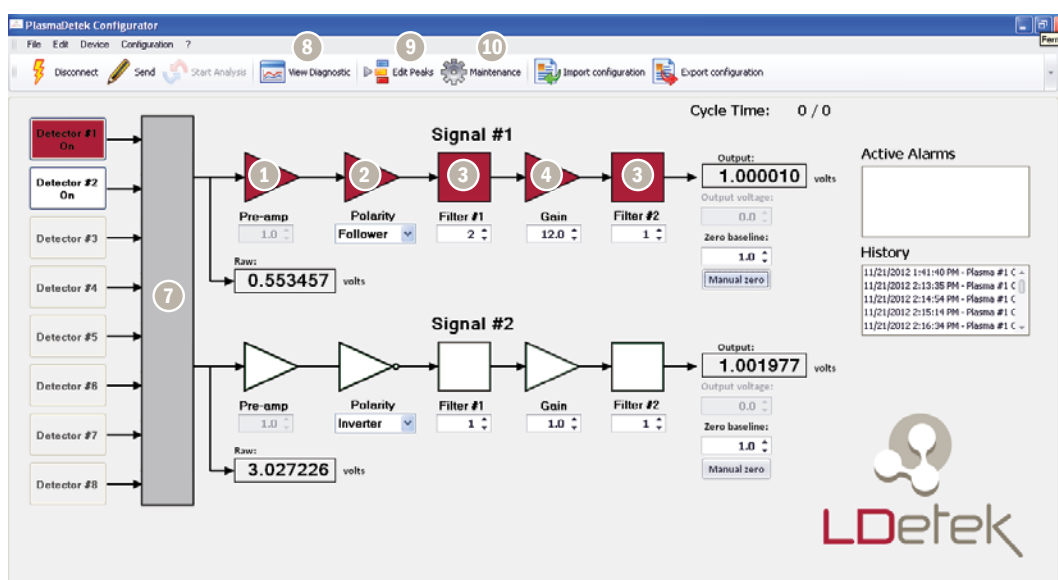 PlasmaDetek Configurator
File Edit Device Configuration ?
8 9 10
Disconnect Send Start Analysis View Diagnostic Edit Peaks Maintenance Import configuration Export configuration
Cycle Time: 0 / 0
Detector #1
On
Detector #2
On
Detector #3
Detector #4
Detector #5
Detector #6
Detector #7
Detector #8
7
Signal #1
1 2 3 4 3
Pre-amp Polarity Filter #1 Gain Filter #2
1.0 Follower 2 12.0 1
Raw:
0.553457 volts
Output:
1.000010 volts
Output voltage:
0.0
Zero baseline:
1.0
Manual zero
Signal #2
Pre-amp Polarity Filter #1 Gain Filter #2
1.0 Inverter 1 1.0 1
Raw:
3.027226 volts
Output:
1.001977 volts
Output voltage:
0.0
Zero baseline:
1.0
Manual zero
Active Alarms
History
11/21/2012 1:41:40 PM - Plasma #1 C
11/21/2012 2:13:35 PM - Plasma #1 C
11/21/2012 2:14:54 PM - Plasma #1 C
11/21/2012 2:15:14 PM - Plasma #1 C
11/21/2012 2:16:34 PM - Plasma #1 C
LDetek